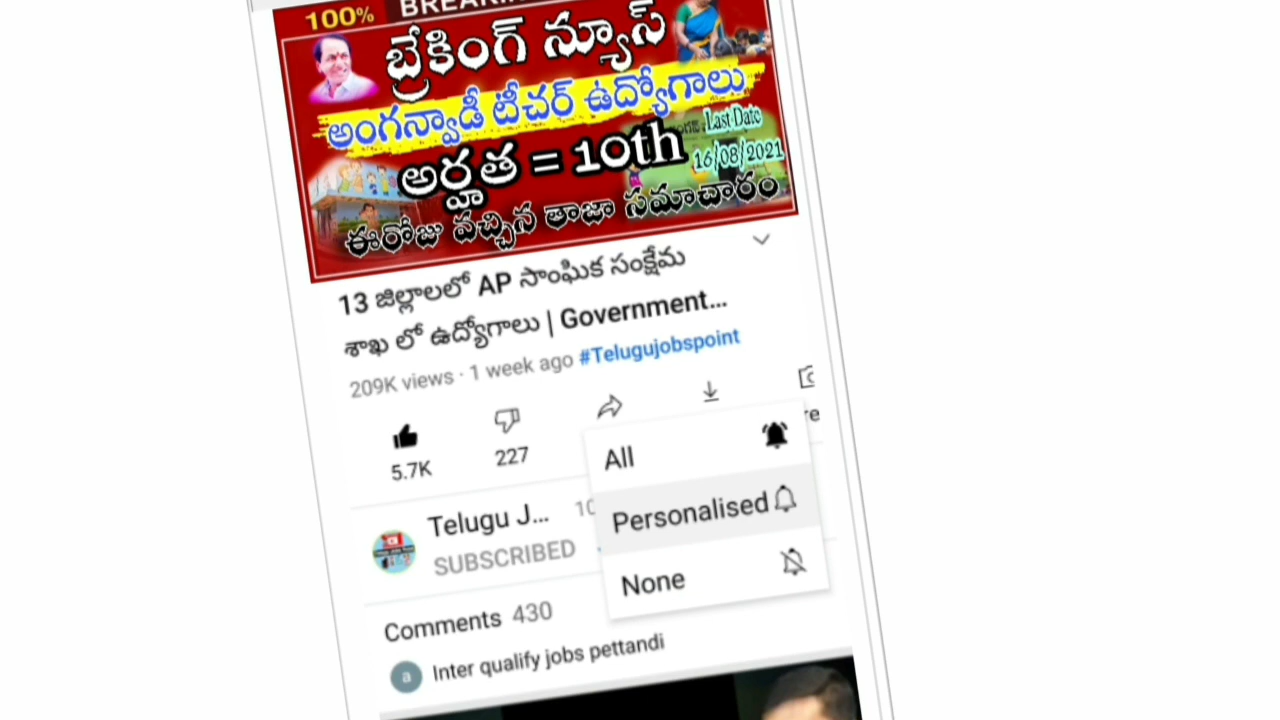 100% BREAKING
బ్రేకింగ్ న్యూస్
అంగన్వాడీ టీచర్ ఉద్యోగాలు
అర్హత = 10th
Last Date
16/08/2021
ఈరోజు వచ్చిన తాజా సమాచారం
13 జిల్లాలలో AP సాంఘిక సంక్షేమ
శాఖ లో ఉద్యోగాలు | Government...
209K views · 1 week ago #Telugujobspoint
5.7K
227
All
Personalised
None
Telugu J...
SUBSCRIBED
Comments 430
a Inter qualify jobs pettandi